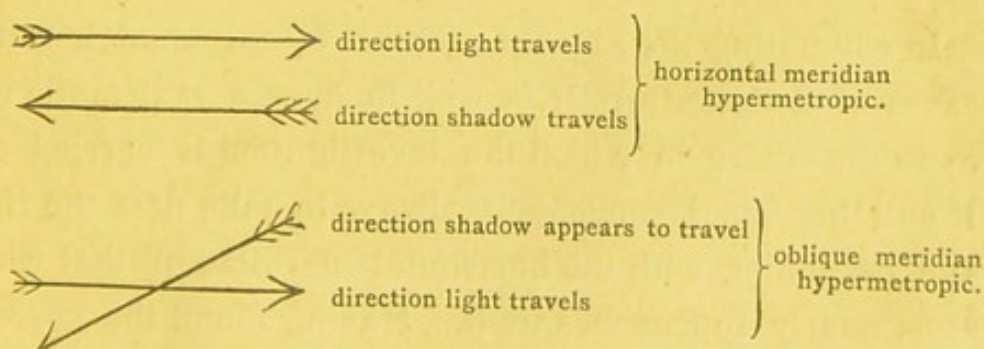 direction light travels
direction shadow travels
horizontal meridian
hypermetropic.
direction shadow appears to travel
direction light travels
oblique meridian
hypermetropic.